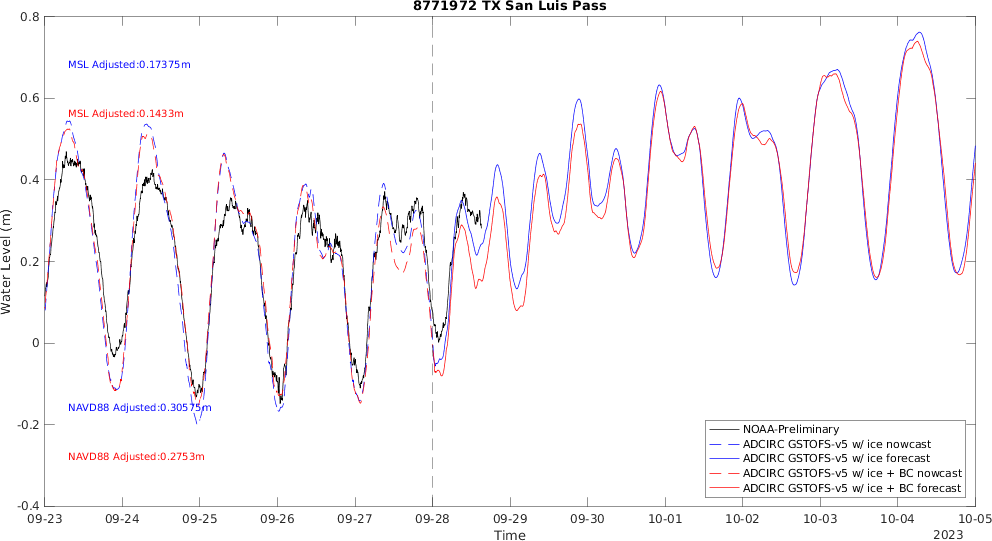 8771972 TX San Luis Pass
0.8
0.6
0.4
0.2
0
-0.2
-0.4
Water Level (m)
MSL Adjusted:0.17375m
MSL Adjusted:0.1433m
NAVD88 Adjusted:0.30575m
NAVD88 Adjusted:0.2753m
NOAA-Preliminary
ADCIRC GSTOFS-v5 w/ ice nowcast
ADCIRC GSTOFS-v5 w/ ice forecast
ADCIRC GSTOFS-v5 w/ ice + BC nowcast
ADCIRC GSTOFS-v5 w/ ice + BC forecast
09-23 09-24 09-25 09-26 09-27 09-28 09-29 09-30 10-01 10-02 10-03 10-04 10-05
Time
2023